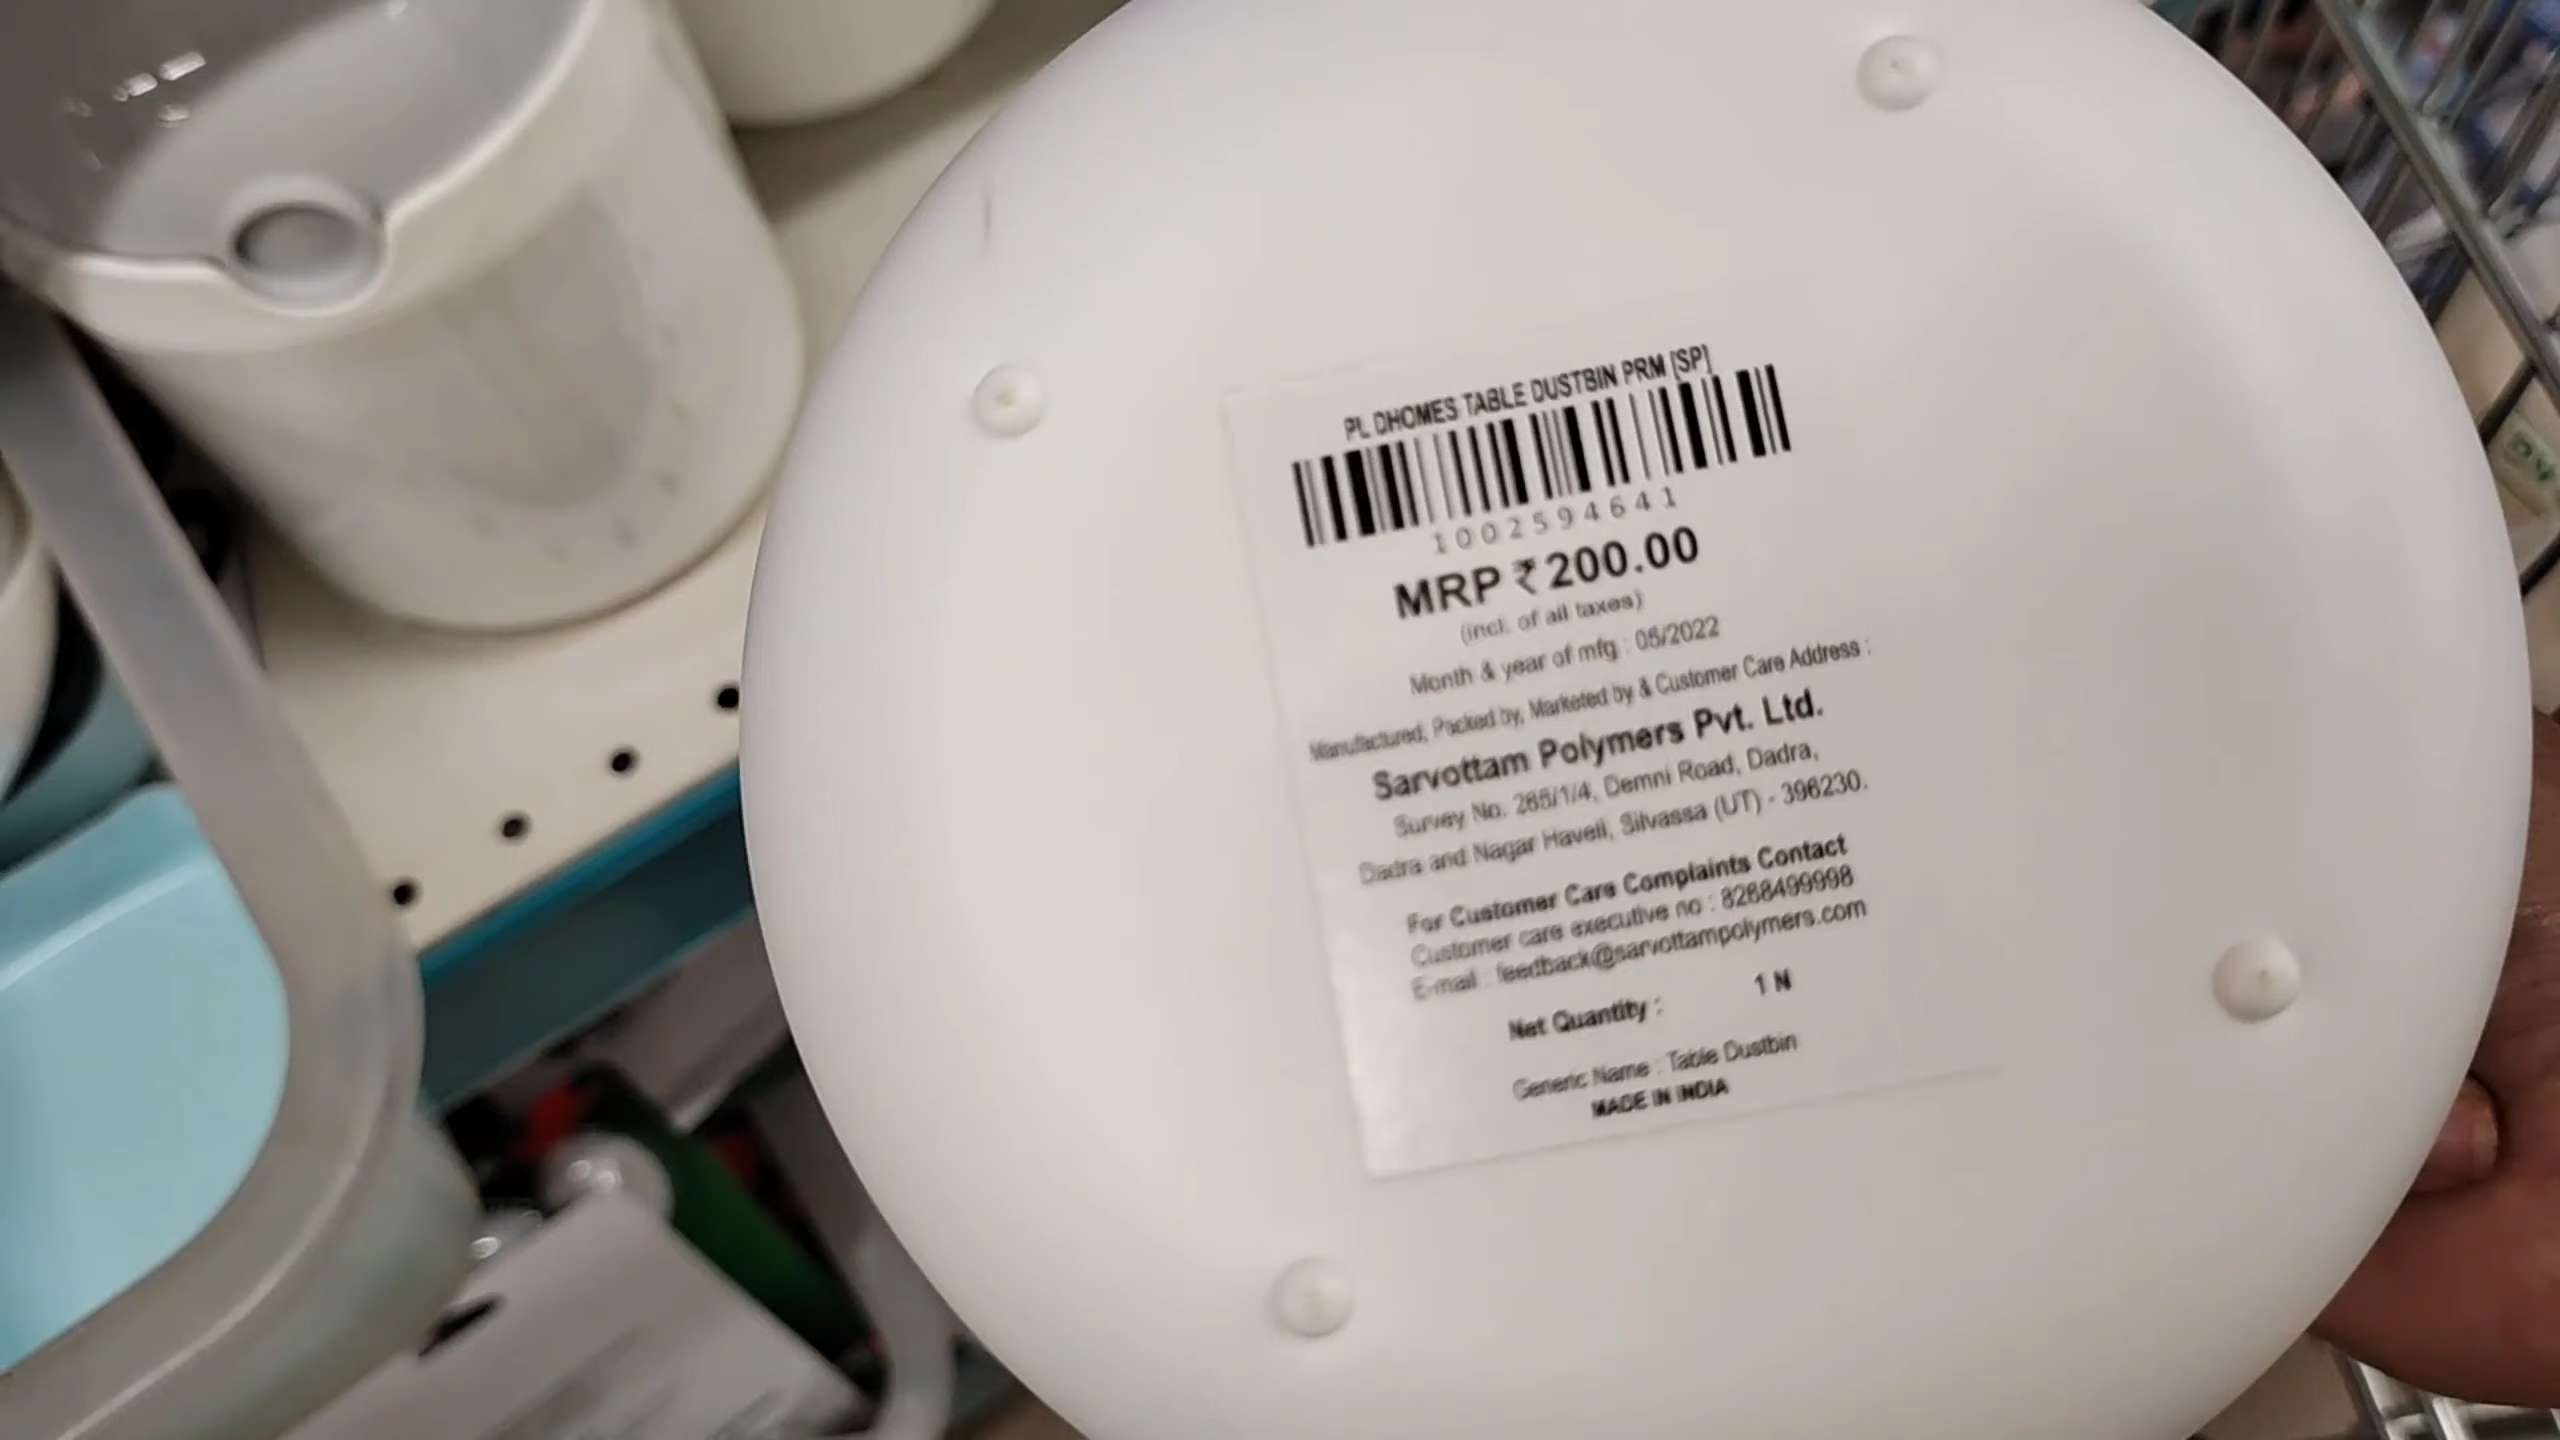 PL DHOMES TABLE DUSTBIN PRM [SP]
1002594641
MRP ₹ 200.00
(incl. of all taxes)
Month & year of mfg : 05/2022
Manufactured, Packed by, Marketed by & Customer Care Address :
Sarvottam Polymers Pvt. Ltd.
Survey No. 265/1/4, Demni Road, Dadra,
Dadra and Nagar Haveli, Silvassa (UT) - 396230.
For Customer Care Complaints Contact
Customer care executive no : 8268499998
E-mail : feedback@sarvottampolymers.com
Net Quantity : 1 N
Generic Name : Table Dustbin
MADE IN INDIA